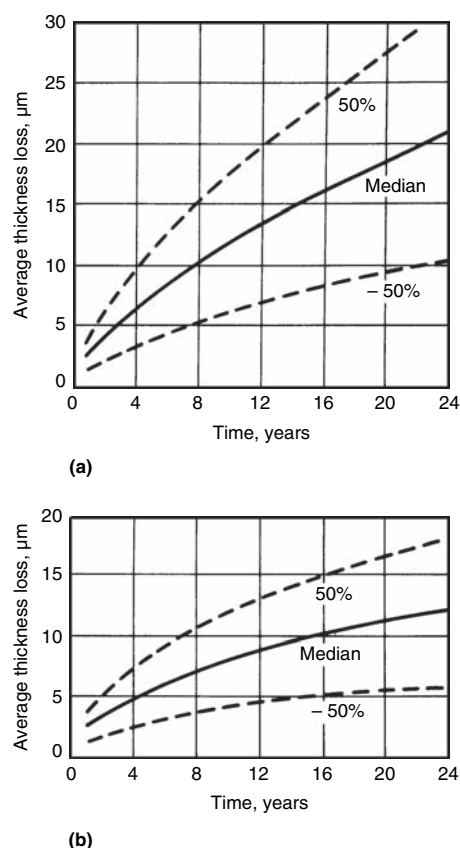 Average thickness loss, µm
30
25
20
15
10
5
0
50%
Median
– 50%
0 4 8 12 16 20 24
Time, years
(a)
Average thickness loss, µm
20
15
10
5
0
50%
Median
– 50%
0 4 8 12 16 20 24
Time, years
(b)